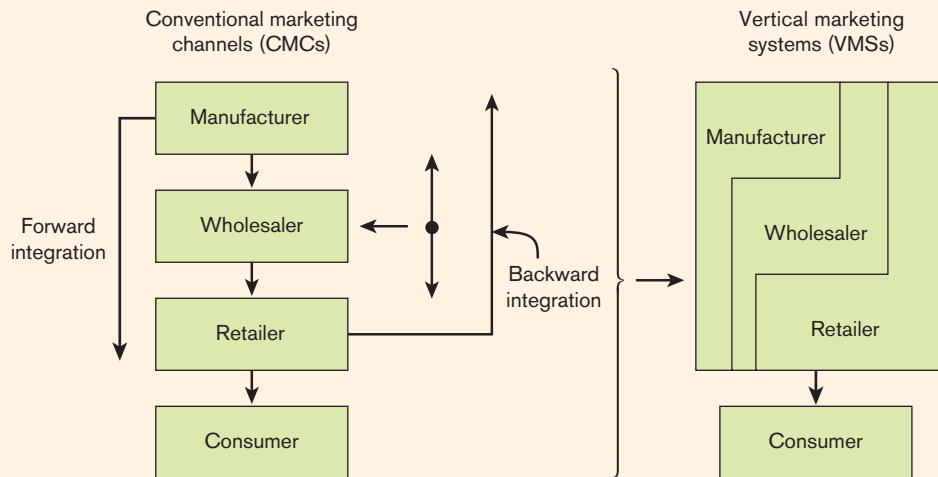 Conventional marketing
channels (CMCs)
Manufacturer
Wholesaler
Retailer
Consumer
Forward
integration
Backward
integration
Vertical marketing
systems (VMSs)
Manufacturer
Wholesaler
Retailer
Consumer